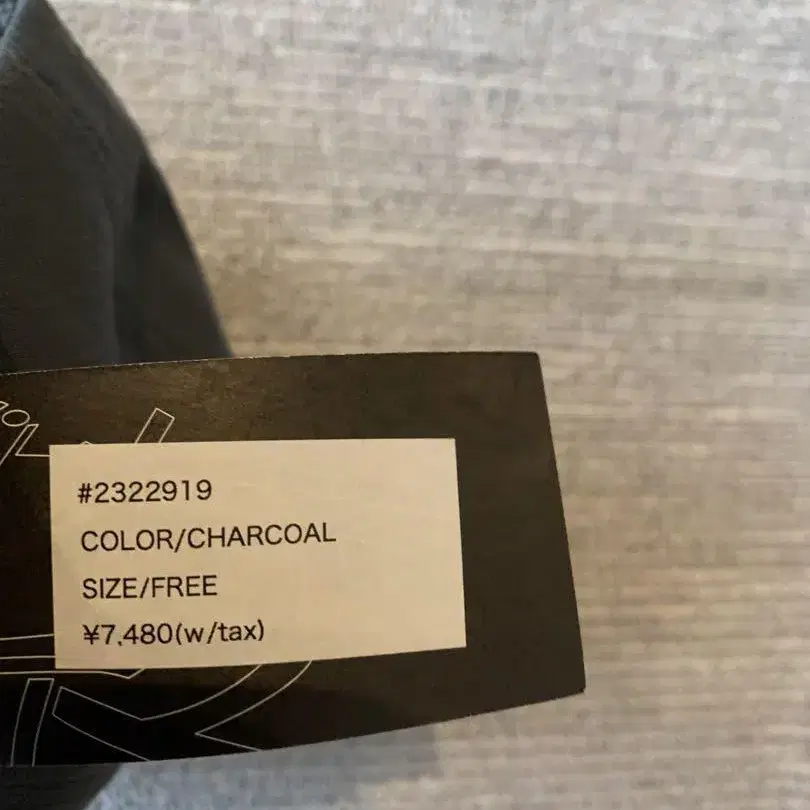 #2322919
COLOR/CHARCOAL
SIZE/FREE
¥7,480(w/tax)